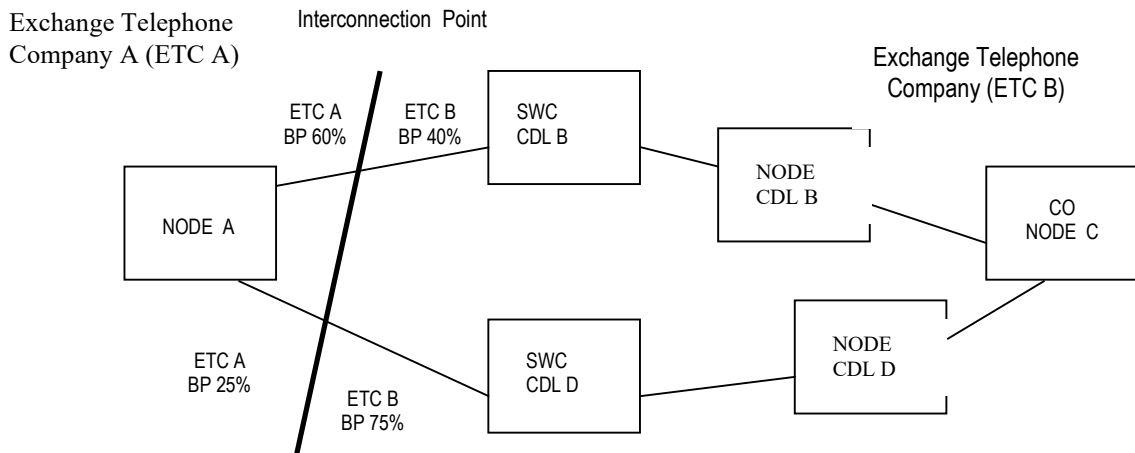 Exchange Telephone
Company A (ETC A)
Interconnection Point
Exchange Telephone
Company (ETC B)
ETC A
BP 60%
ETC B
BP 40%
SWC
CDL B
NODE
CDL B
NODE A
CO
NODE C
ETC A
BP 25%
ETC B
BP 75%
SWC
CDL D
NODE
CDL D